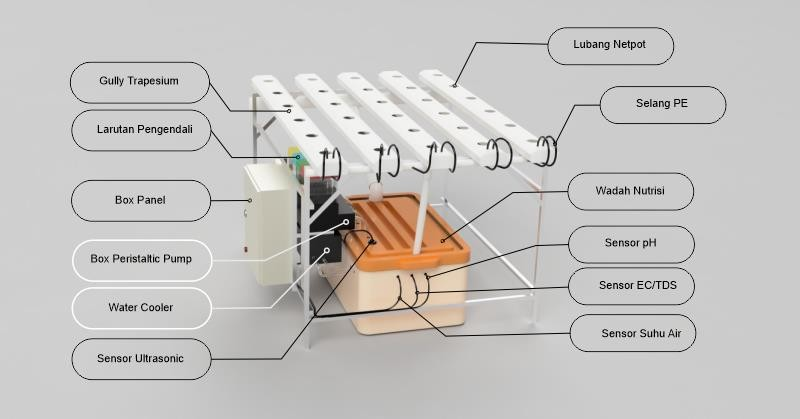 Gully Trapesium
Larutan Pengendali
Box Panel
Box Peristaltic Pump
Water Cooler
Sensor Ultrasonic
Lubang Netpot
Selang PE
Wadah Nutrisi
Sensor pH
Sensor EC/TDS
Sensor Suhu Air